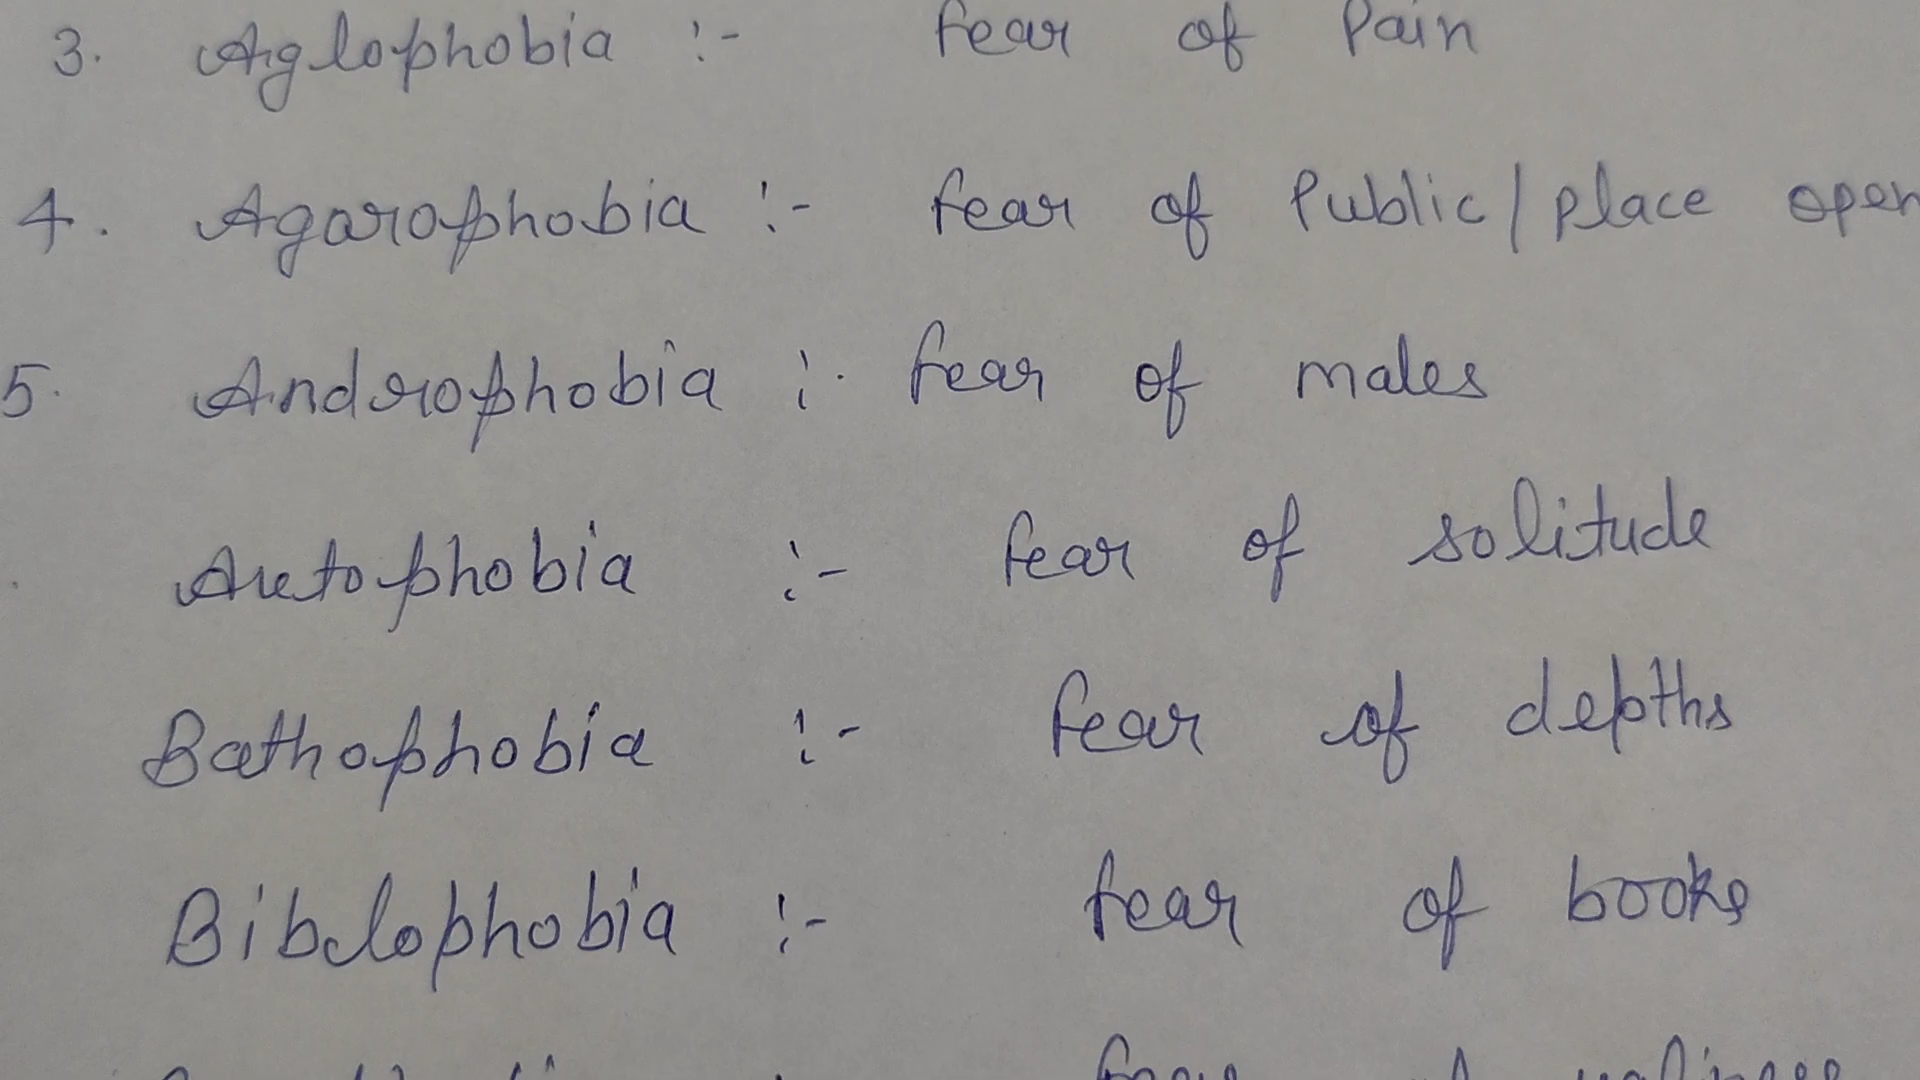 3. Aglophobia :- fear of Pain
4. Agarophobia :- fear of Public/place open
5. Androphobia :- fear of males
Autophobia :- fear of solitude
Bathophobia :- fear of depths
Biblophobia :- fear of books